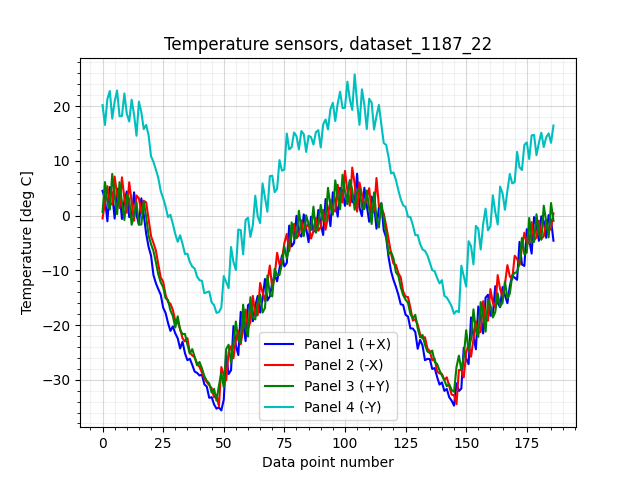 Temperature sensors, dataset_1187_22
Temperature [deg C]
20
10
0
−10
−20
−30
Panel 1 (+X)
Panel 2 (-X)
Panel 3 (+Y)
Panel 4 (-Y)
0 25 50 75 100 125 150 175
Data point number